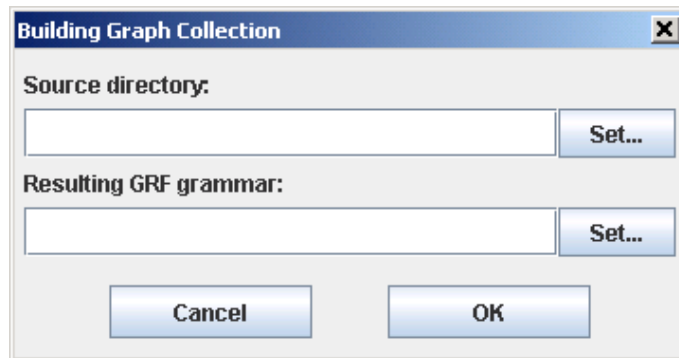 Building Graph Collection
Source directory:
Set...
Resulting GRF grammar:
Set...
Cancel OK